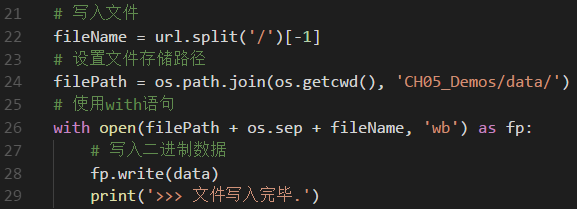 21 # 写入文件
22 fileName = url.split('/')[-1]
23 # 设置文件存储路径
24 filePath = os.path.join(os.getcwd(), 'CH05_Demos/data/')
25 # 使用with语句
26 with open(filePath + os.sep + fileName, 'wb') as fp:
27     # 写入二进制数据
28     fp.write(data)
29     print('>>> 文件写入完毕.')